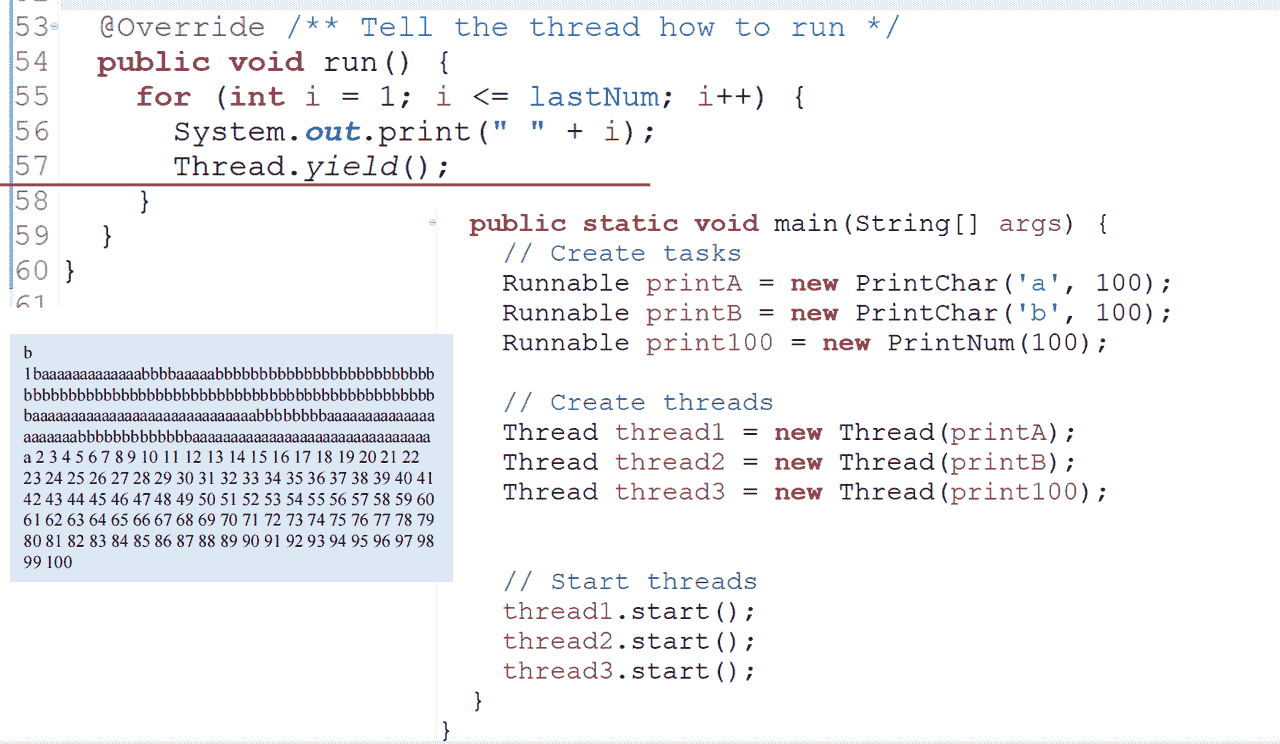 53 @Override /** Tell the thread how to run */
54 public void run() {
55 for (int i = 1; i <= lastNum; i++) {
56 System.out.print(" " + i);
57 Thread.yield();
58 }
59 }
60 }
61
public static void main(String[] args) {
// Create tasks
Runnable printA = new PrintChar('a', 100);
Runnable printB = new PrintChar('b', 100);
Runnable print100 = new PrintNum(100);
// Create threads
Thread thread1 = new Thread(printA);
Thread thread2 = new Thread(printB);
Thread thread3 = new Thread(print100);
// Start threads
thread1.start();
thread2.start();
thread3.start();
}
}
b
1baaaaaaaaaaaaabbbbaaaaabbbbbbbbbbbbbbbbbbbbbbbbb
bbbbbbbbbbbbbbbbbbbbbbbbbbbbbbbbbbbbbbbbbbbbbbb
baaaaaaaaaaaaaaaaaaaaaaaaaaaaabbbbbbbbaaaaaaaaaaaaaa
aaaaaaabbbbbbbbbbbbbaaaaaaaaaaaaaaaaaaaaaaaaaaaaaaa
a 2 3 4 5 6 7 8 9 10 11 12 13 14 15 16 17 18 19 20 21 22
23 24 25 26 27 28 29 30 31 32 33 34 35 36 37 38 39 40 41
42 43 44 45 46 47 48 49 50 51 52 53 54 55 56 57 58 59 60
61 62 63 64 65 66 67 68 69 70 71 72 73 74 75 76 77 78 79
80 81 82 83 84 85 86 87 88 89 90 91 92 93 94 95 96 97 98
99 100